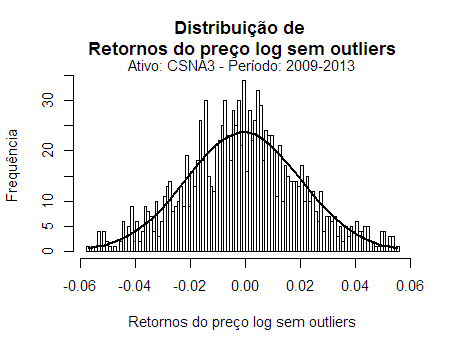 Distribuição de
Retornos do preço log sem outliers
Ativo: CSNA3 - Período: 2009-2013
Frequência
30
20
10
5
0
-0.06
-0.04
-0.02
0.00
0.02
0.04
0.06
Retornos do preço log sem outliers